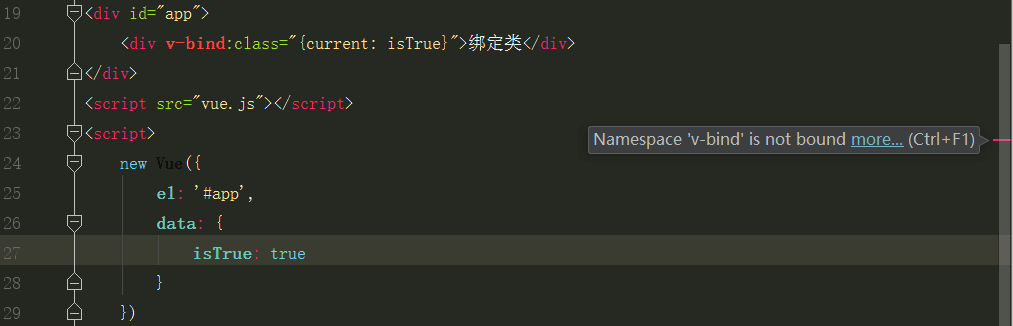 19 <div id="app">
20 <div v-bind:class="{current: isTrue}">绑定类</div>
21 </div>
22 <script src="vue.js"></script>
23 <script>
Namespace 'v-bind' is not bound more... (Ctrl+F1)
24 new Vue({
25 el: '#app',
26 data: {
27 isTrue: true
28 }
29 })